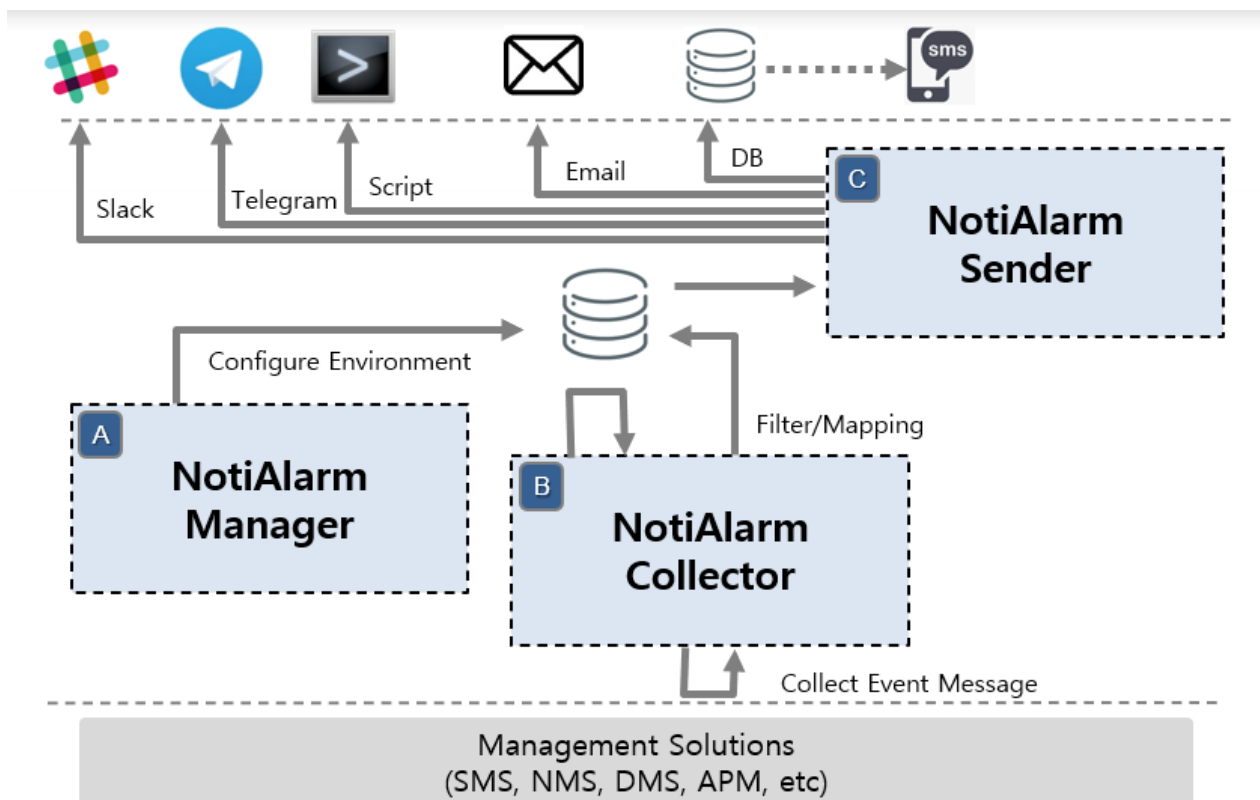 sms
Slack
Telegram
Script
Email
DB
C
NotiAlarm
Sender
Configure Environment
A
NotiAlarm
Manager
Filter/Mapping
B
NotiAlarm
Collector
Collect Event Message
Management Solutions
(SMS, NMS, DMS, APM, etc)